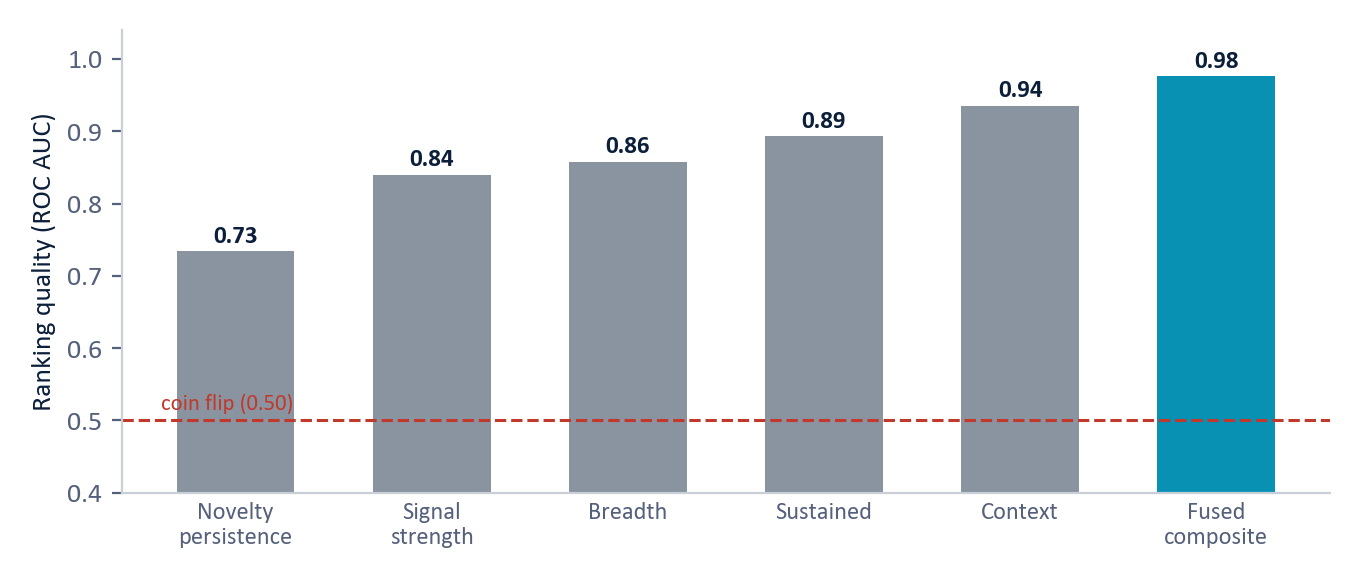 Ranking quality (ROC AUC)
1.0
0.9
0.8
0.7
0.6
0.5
0.4
0.73
0.84
0.86
0.89
0.94
0.98
coin flip (0.50)
Novelty
persistence
Signal
strength
Breadth
Sustained
Context
Fused
composite